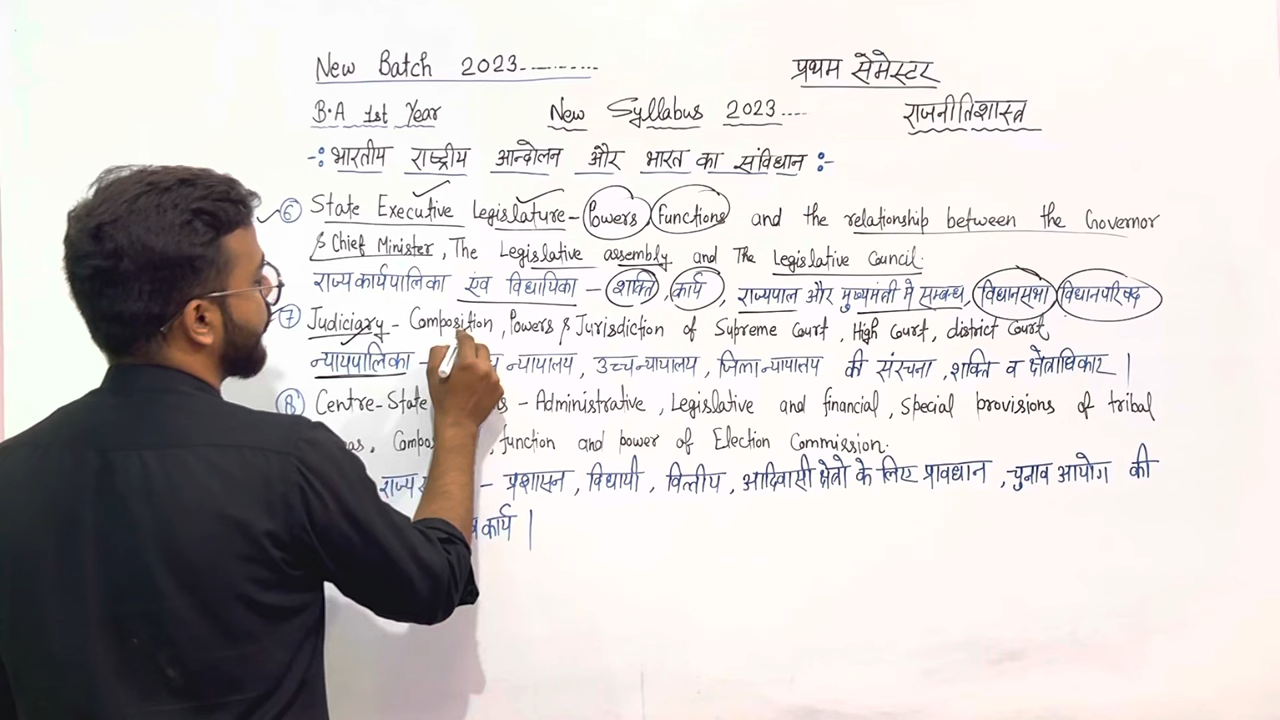 New Batch 2023.......... प्रथम सेमेस्टर
B.A 1st Year New Syllabus 2023.... राजनीतिशास्त्र
-: भारतीय राष्ट्रीय आन्दोलन और भारत का संविधान :-
⑥ State Executive Legislature - Powers Functions and the relationship between the Governor
& Chief Minister, The Legislative assembly and The Legislative Council.
राज्य कार्यपालिका एंव विधायिका - शक्ति, कार्य, राज्यपाल और मुख्यमंती मे सम्बन्ध, विधानसभा विधानपरिषद
⑦ Judiciary - Composition, Powers & Jurisdiction of Supreme Court, High Court, district Court,
न्यायपालिका - न्यायालय, उच्च न्यायालय, जिला न्यायालय की संरचना, शक्ति व क्षेत्राधिकार |
⑧ Centre-State - Administrative, Legislative and financial, Special provisions of tribal
, function and power of Election Commission.
राज्य - प्रशासन, विधायी, वित्तीय, आदिवासी क्षेत्रो के लिए प्रावधान, चुनाव आयोग की
व कार्य |